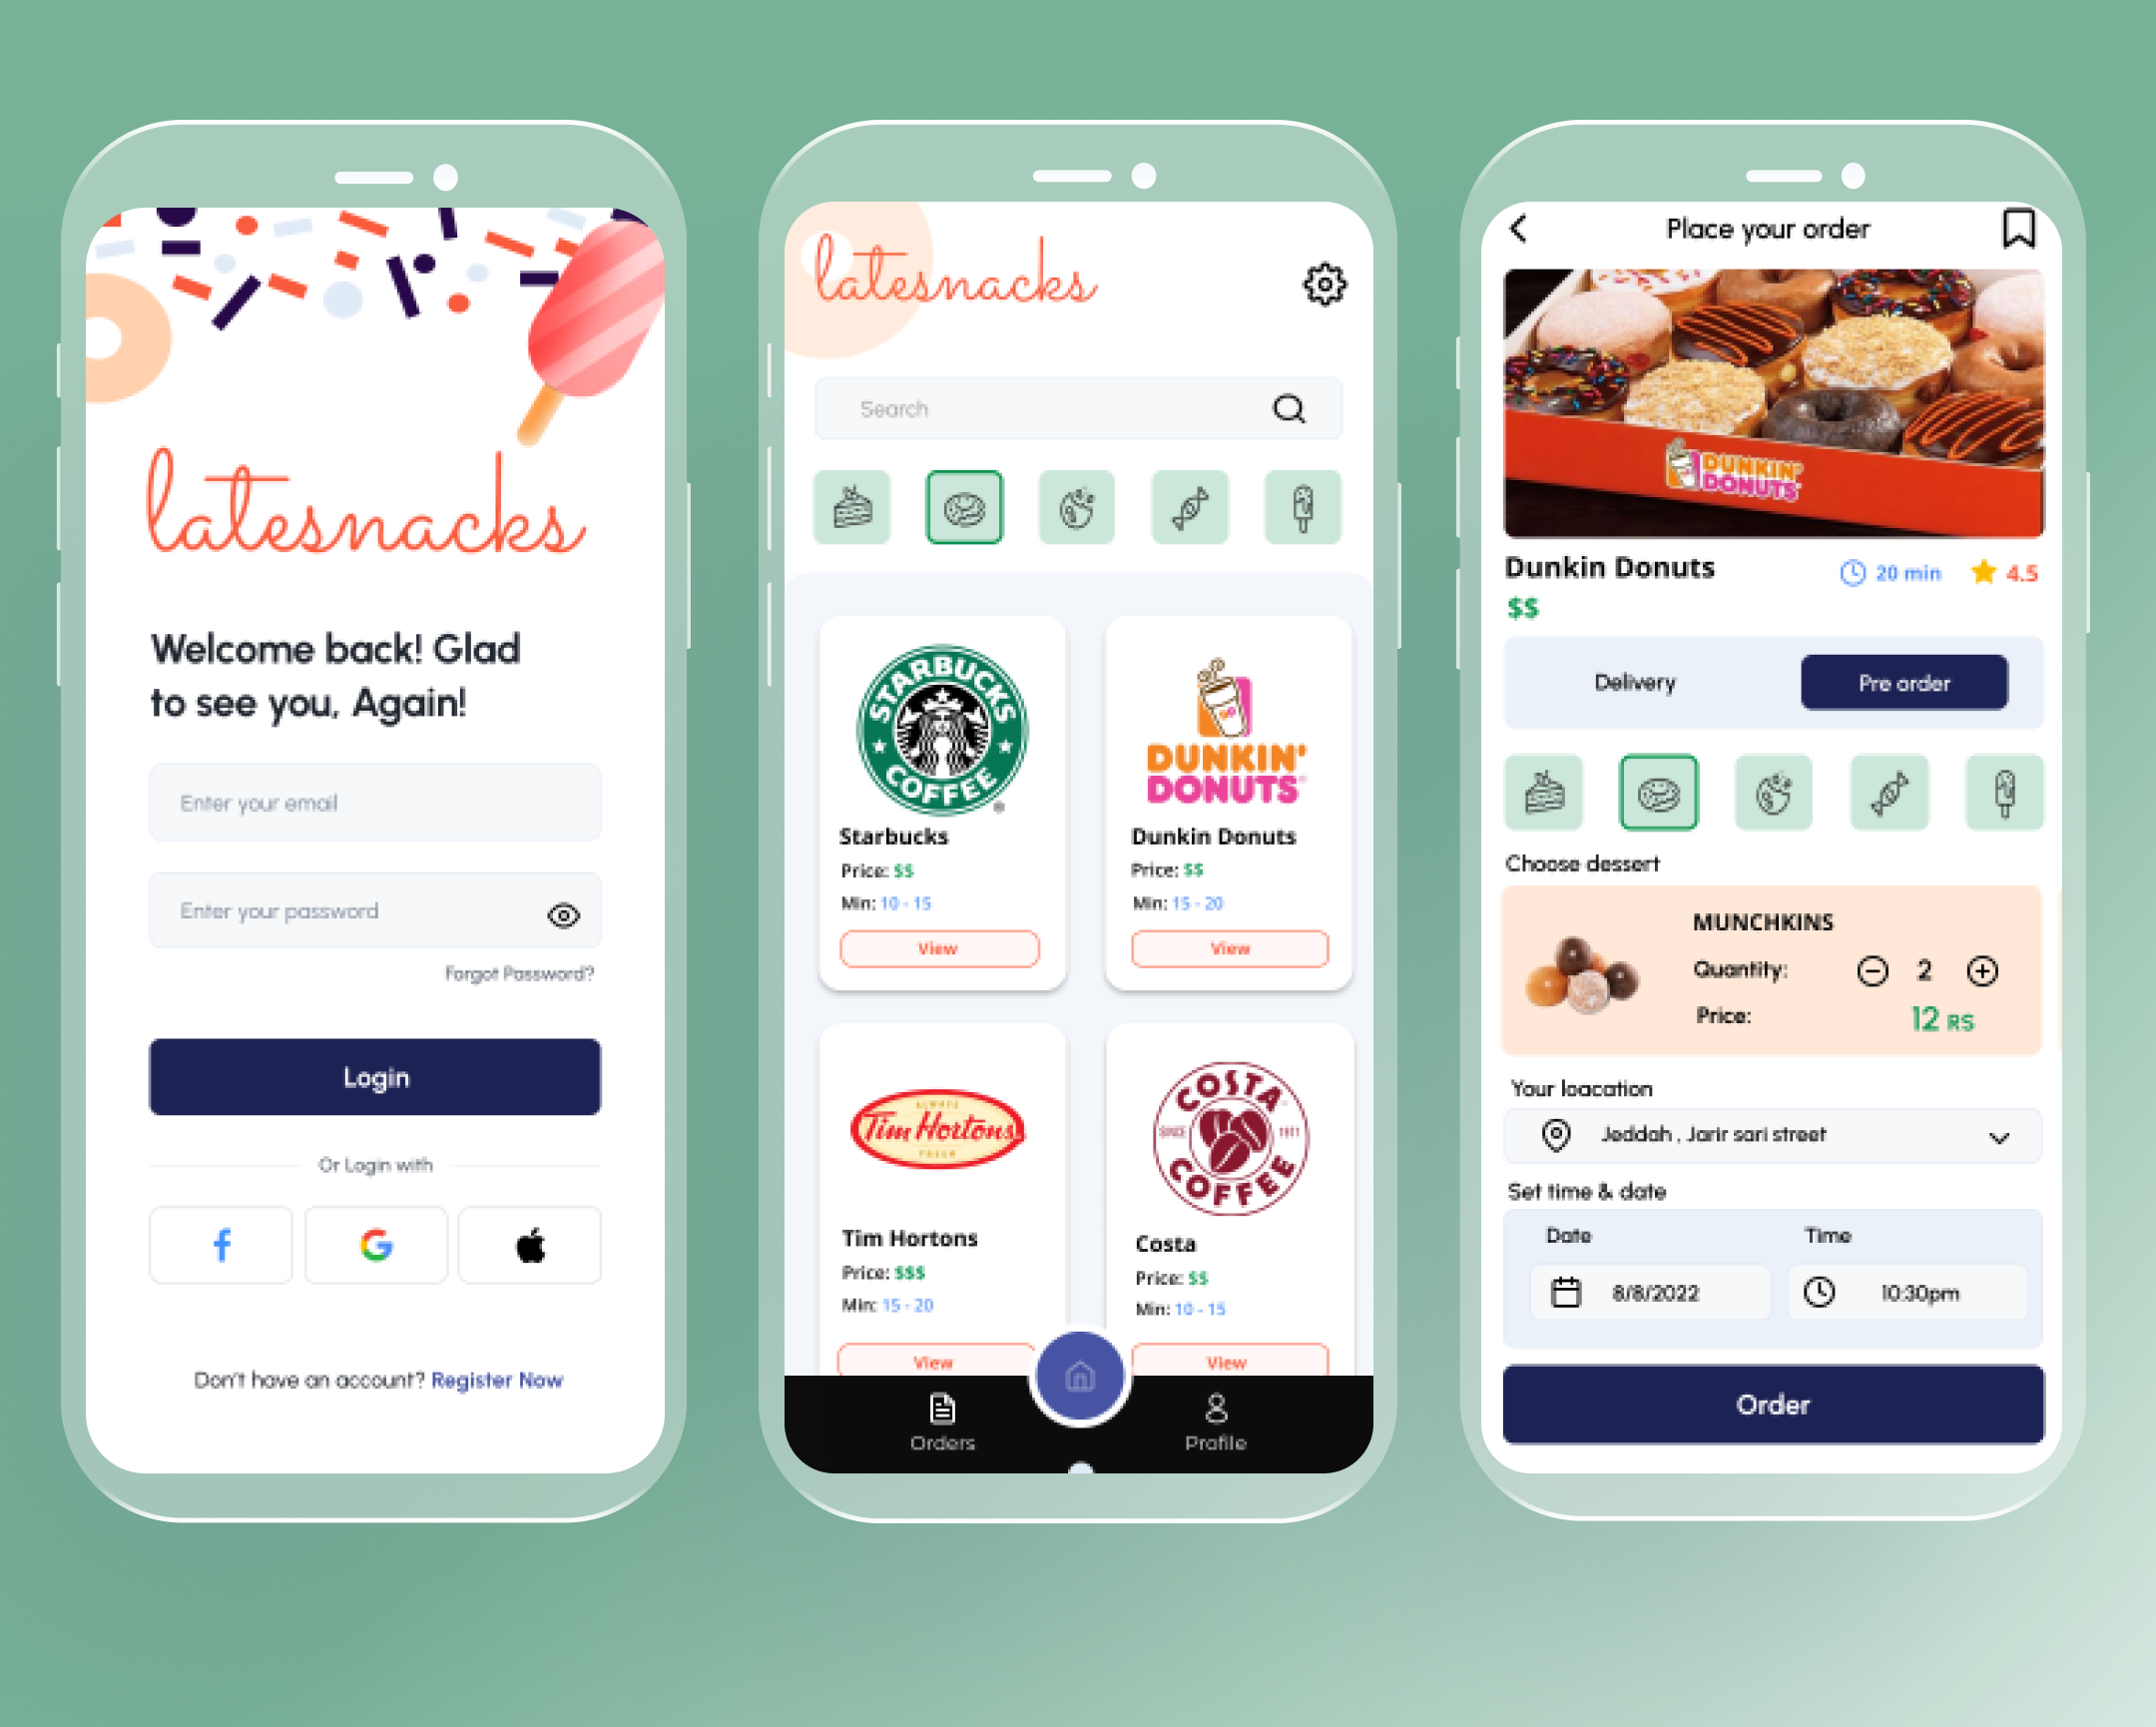 latesnacks
Welcome back! Glad
to see you, Again!
Enter your email
Enter your password
Forgot Password?
Login
Or Login with
Don't have an account? Register Now
latesnacks
Search
STARBUCKS
COFFEE
Starbucks
Price: $$
Min: 10 - 15
View
DUNKIN'
DONUTS
Dunkin Donuts
Price: $$
Min: 15 - 20
View
ALWAYS
Tim Hortons
FRESH
Tim Hortons
Price: $$$
Min: 15 - 20
View
COSTA
SINCE 1971
COFFEE
Costa
Price: $$
Min: 10 - 15
View
Orders
Profile
Place your order
DUNKIN'
DONUTS
Dunkin Donuts
20 min
4.5
$$
Delivery
Pre order
Choose dessert
MUNCHKINS
Quantity: 2
Price: 12 RS
Your loacation
Jeddah , Jarir sari street
Set time & date
Date Time
8/8/2022 10:30pm
Order